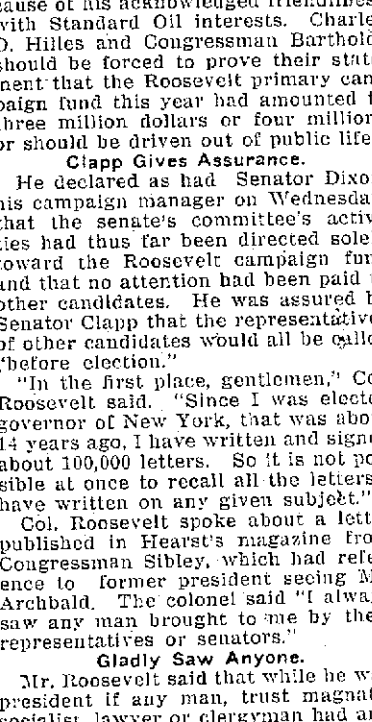 cause of his acknowledged friendlines
with Standard Oil interests. Charle
D. Hilles and Congressman Barthold
should be forced to prove their stat
ment that the Roosevelt primary cam
paign fund this year had amounted t
three million dollars or four million
or should be driven out of public life
Clapp Gives Assurance.
He declared as had Senator Dixo
his campaign manager on Wednesda
that the senate's committee's activ
ties had thus far been directed sole
toward the Roosevelt campaign fun
and that no attention had been paid
other candidates. He was assured b
Senator Clapp that the representative
of other candidates would all be calle
"before election."
"In the first place, gentlemen," Co
Roosevelt said. "Since I was electe
governor of New York, that was abo
14 years ago, I have written and signe
about 100,000 letters. So it is not po
sible at once to recall all the letters
have written on any given subject."
Col. Roosevelt spoke about a lett
published in Hearst's magazine fro
Congressman Sibley, which had refe
ence to former president seeing M
Archbald. The colonel said "I alwa
saw any man brought to me by the
representatives or senators."
Gladly Saw Anyone.
Mr. Roosevelt said that while he w
president if any man, trust magnat
socialist, lawyer or clergyman had a